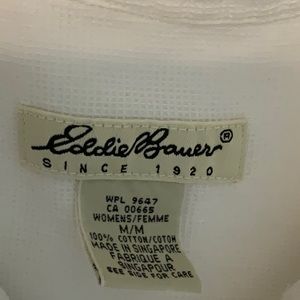 Eddie Bauer®
SINCE 1920
WPL 9647
CA 00665
WOMENS/FEMME
M/M
100% COTTON/COTON
MADE IN SINGAPORE
FABRIQUE A
SINGAPOUR
SEE SIDE FOR CARE